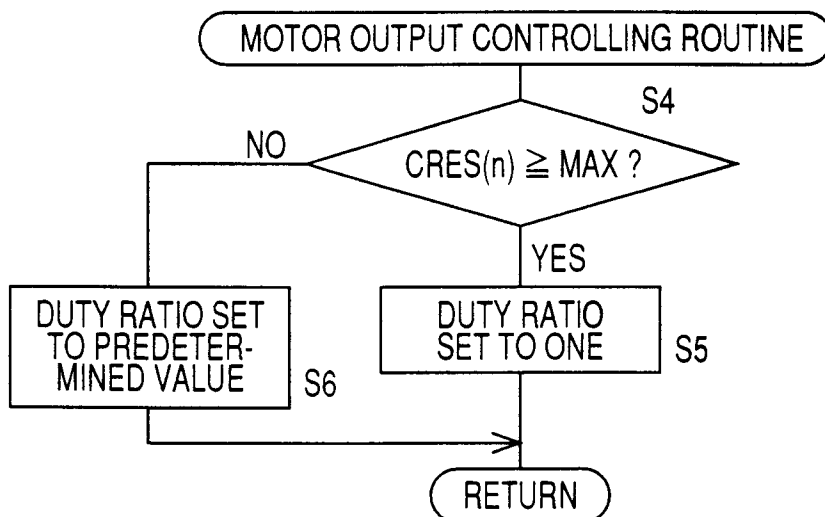 MOTOR OUTPUT CONTROLLING ROUTINE
S4
NO
CRES(n) ≧ MAX ?
YES
DUTY RATIO SET
TO PREDETER-
MINED VALUE
S6
DUTY RATIO
SET TO ONE
S5
RETURN